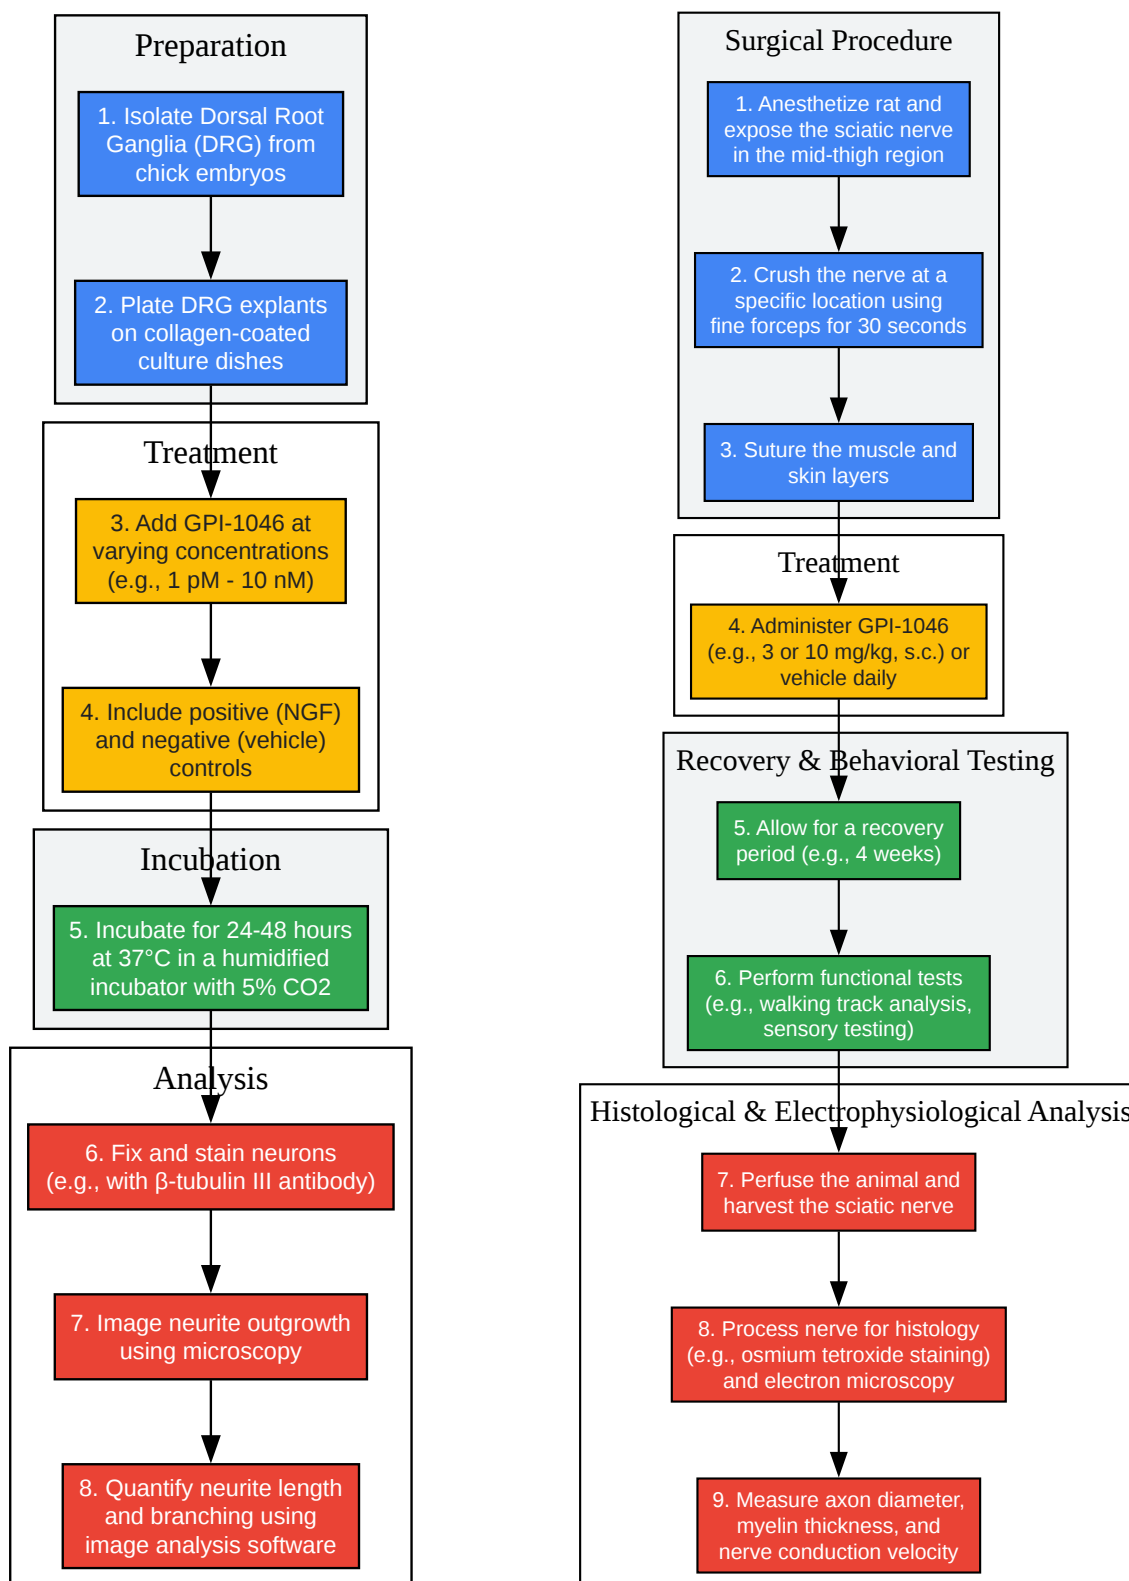 Preparation
1. Isolate Dorsal Root
Ganglia (DRG) from
chick embryos
2. Plate DRG explants
on collagen-coated
culture dishes
Treatment
3. Add GPI-1046 at
varying concentrations
(e.g., 1 pM - 10 nM)
4. Include positive (NGF)
and negative (vehicle)
controls
Incubation
5. Incubate for 24-48 hours
at 37°C in a humidified
incubator with 5% CO2
Analysis
6. Fix and stain neurons
(e.g., with β-tubulin III antibody)
7. Image neurite outgrowth
using microscopy
8. Quantify neurite length
and branching using
image analysis software
Surgical Procedure
1. Anesthetize rat and
expose the sciatic nerve
in the mid-thigh region
2. Crush the nerve at a
specific location using
fine forceps for 30 seconds
3. Suture the muscle and
skin layers
Treatment
4. Administer GPI-1046
(e.g., 3 or 10 mg/kg, s.c.) or
vehicle daily
Recovery & Behavioral Testing
5. Allow for a recovery
period (e.g., 4 weeks)
6. Perform functional tests
(e.g., walking track analysis,
sensory testing)
Histological & Electrophysiological Analysis
7. Perfuse the animal and
harvest the sciatic nerve
8. Process nerve for histology
(e.g., osmium tetroxide staining)
and electron microscopy
9. Measure axon diameter,
myelin thickness, and
nerve conduction velocity